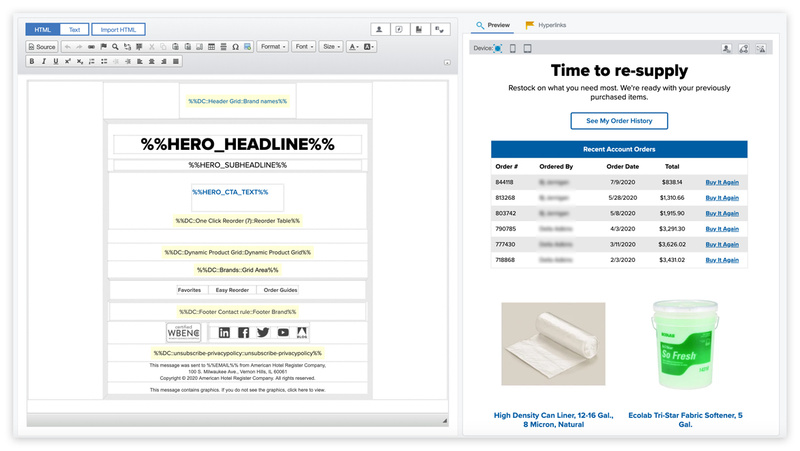 HTML
Text
Import HTML
Source
Format
Font
Size
A
A
B I U x₂ x²
%%DC::Header Grid::Brand names%%
%%HERO_HEADLINE%%
%%HERO_SUBHEADLINE%%
%%HERO_CTA_TEXT%%
%%DC::One Click Reorder (7)::Reorder Table%%
%%DC::Dynamic Product Grid::Dynamic Product Grid%%
%%DC::Brands::Grid Area%%
Favorites Easy Reorder Order Guides
%%DC::Footer Contact rule::Footer Brand%%
certified
WBENC
BLOG
%%DC::unsubscribe-privacypolicy::unsubscribe-privacypolicy%%
This message was sent to %%EMAIL%% from American Hotel Register Company,
100 S. Milwaukee Ave., Vernon Hills, IL 60061
Copyright © 2020 American Hotel Register Company. All rights reserved.
This message contains graphics. If you do not see the graphics, click here to view.
Preview
Hyperlinks
Device:
Time to re-supply
Restock on what you need most. We're ready with your previously
purchased items.
See My Order History
Recent Account Orders
Order # Ordered By Order Date Total
844118 7/9/2020 $838.14 Buy It Again
813268 5/28/2020 $1,310.66 Buy It Again
803742 5/8/2020 $1,915.90 Buy It Again
790785 4/3/2020 $3,291.30 Buy It Again
777430 3/11/2020 $3,626.02 Buy It Again
718868 2/3/2020 $3,431.02 Buy It Again
ECOLAB
So Fresh
High Density Can Liner, 12-16 Gal.,
8 Micron, Natural
Ecolab Tri-Star Fabric Softener, 5
Gal.